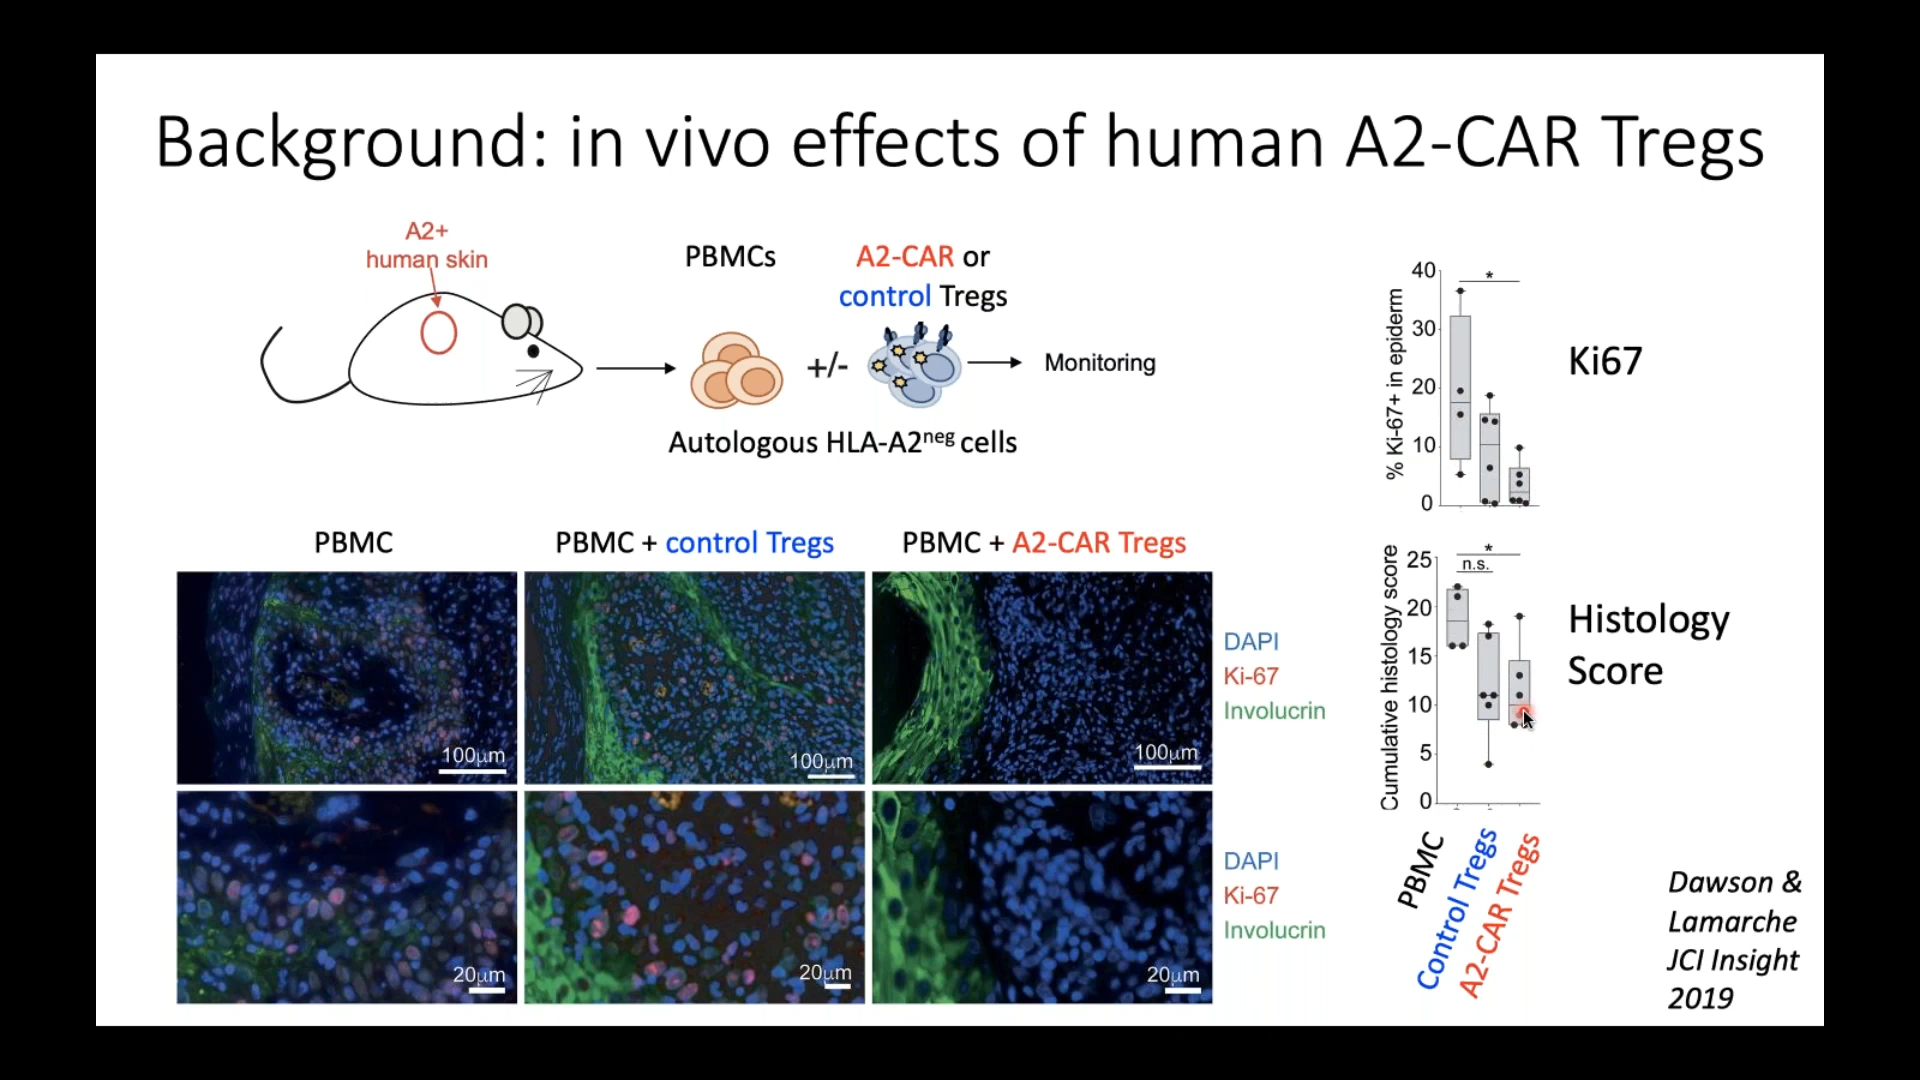 Background: in vivo effects of human A2-CAR Tregs
A2+
human skin
PBMCs
A2-CAR or
control Tregs
+/-
Monitoring
Autologous HLA-A2neg cells
PBMC
PBMC + control Tregs
PBMC + A2-CAR Tregs
100μm
100μm
100μm
DAPI
Ki-67
Involucrin
20μm
20μm
20μm
DAPI
Ki-67
Involucrin
% Ki-67+ in epiderm
40
30
20
10
0
*
Ki67
Cumulative histology score
25
20
15
10
5
0
*
n.s.
Histology
Score
PBMC
Control Tregs
A2-CAR Tregs
Dawson &
Lamarche
JCI Insight
2019